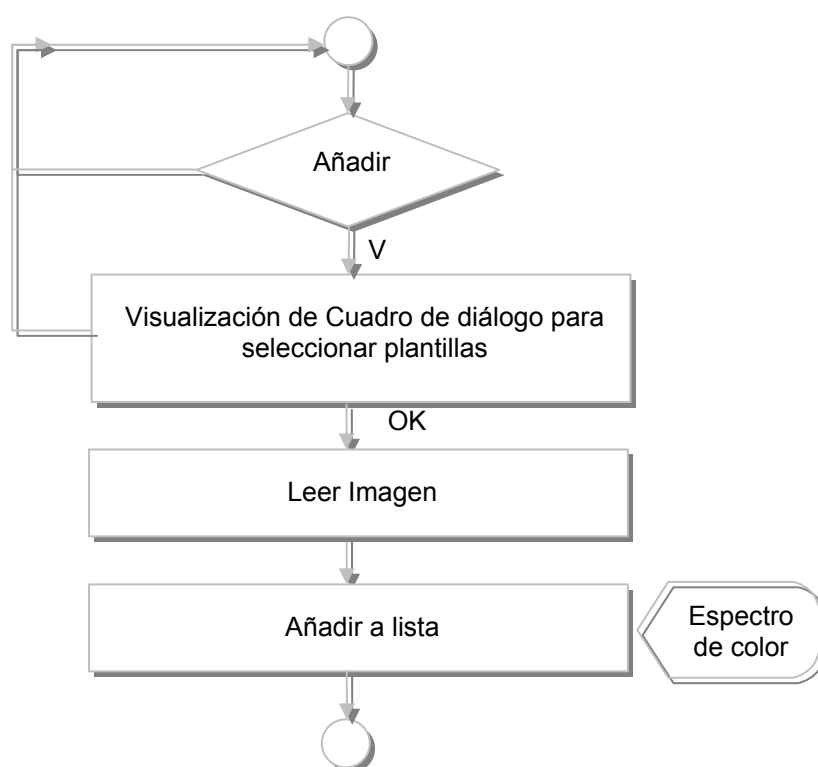 Añadir
V
Visualización de Cuadro de diálogo para
seleccionar plantillas
OK
Leer Imagen
Añadir a lista
Espectro
de color